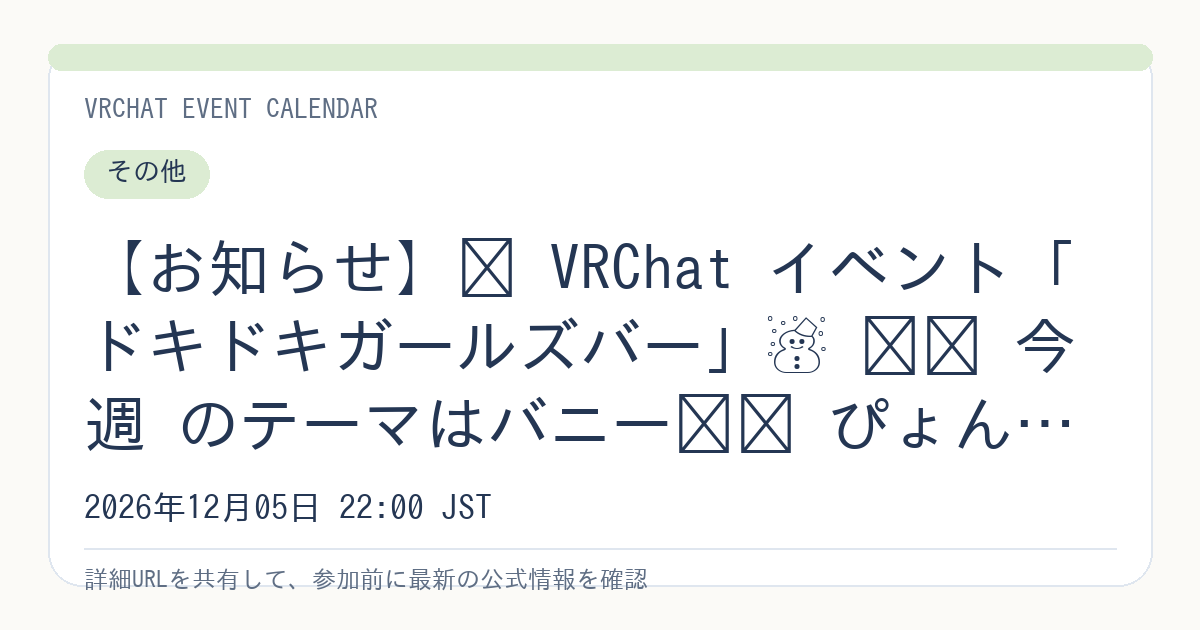 VRCHAT EVENT CALENDAR
その他
【お知らせ】 VRChat イベント「
ドキドキガールズバー」☃ 今
週 のテーマはバニー ぴょん…
2026年12月05日 22:00 JST
詳細URLを共有して、参加前に最新の公式情報を確認